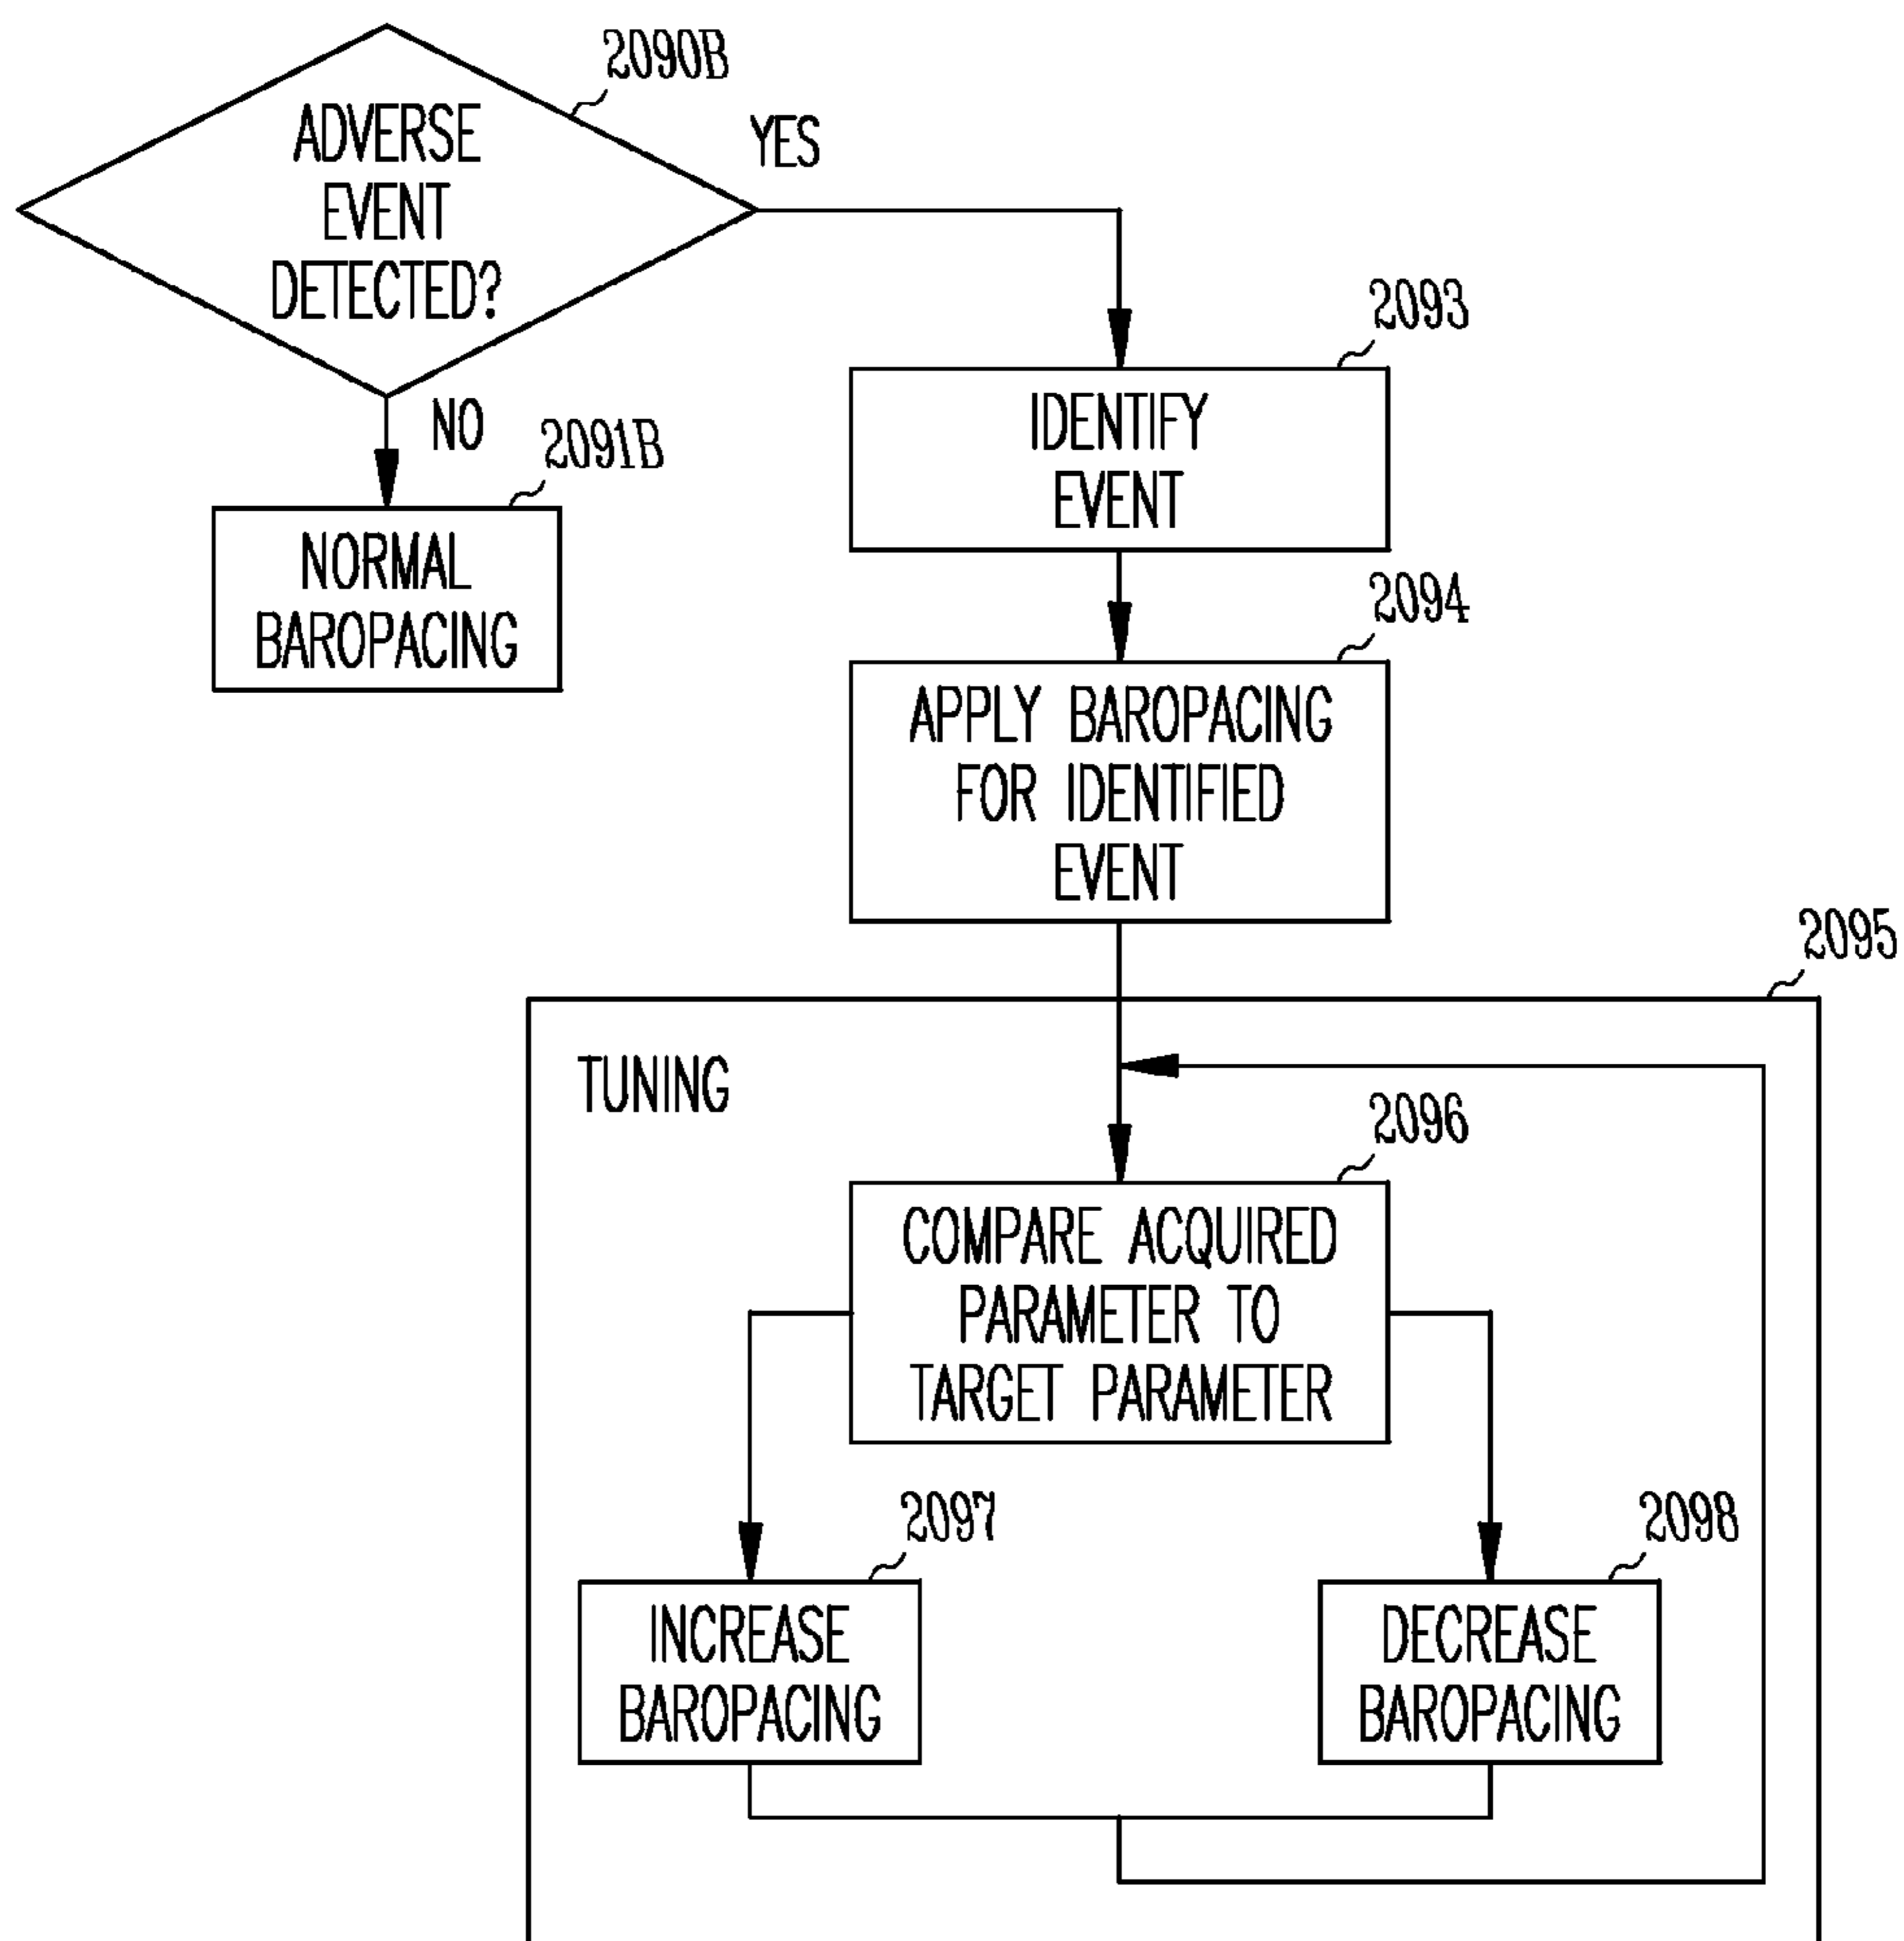 2090B
ADVERSE
EVENT
DETECTED?
YES
NO
2091B
NORMAL
BAROPACING
2093
IDENTIFY
EVENT
2094
APPLY BAROPACING
FOR IDENTIFIED
EVENT
2095
TUNING
2096
COMPARE ACQUIRED
PARAMETER TO
TARGET PARAMETER
2097
INCREASE
BAROPACING
2098
DECREASE
BAROPACING